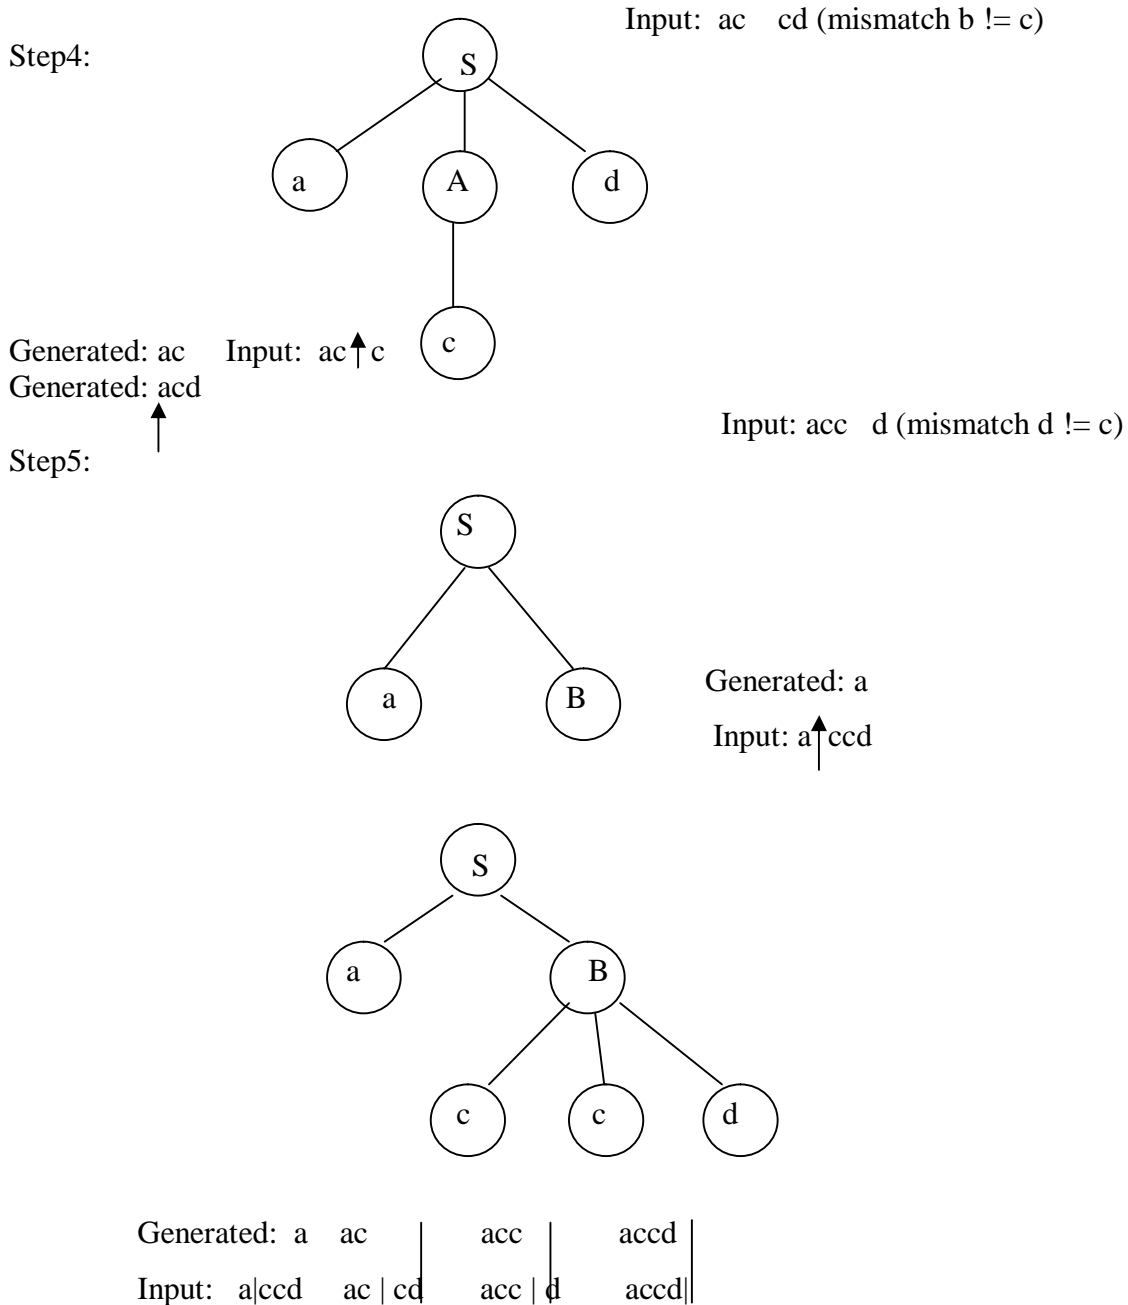 Input: ac cd (mismatch b != c)
Step4:
S
a A d
c
Generated: ac Input: ac c
Generated: acd
Input: acc d (mismatch d != c)
Step5:
S
a B
Generated: a
Input: a ccd
S
a B
c c d
Generated: a ac acc accd
Input: a|ccd ac | cd acc | d accd|